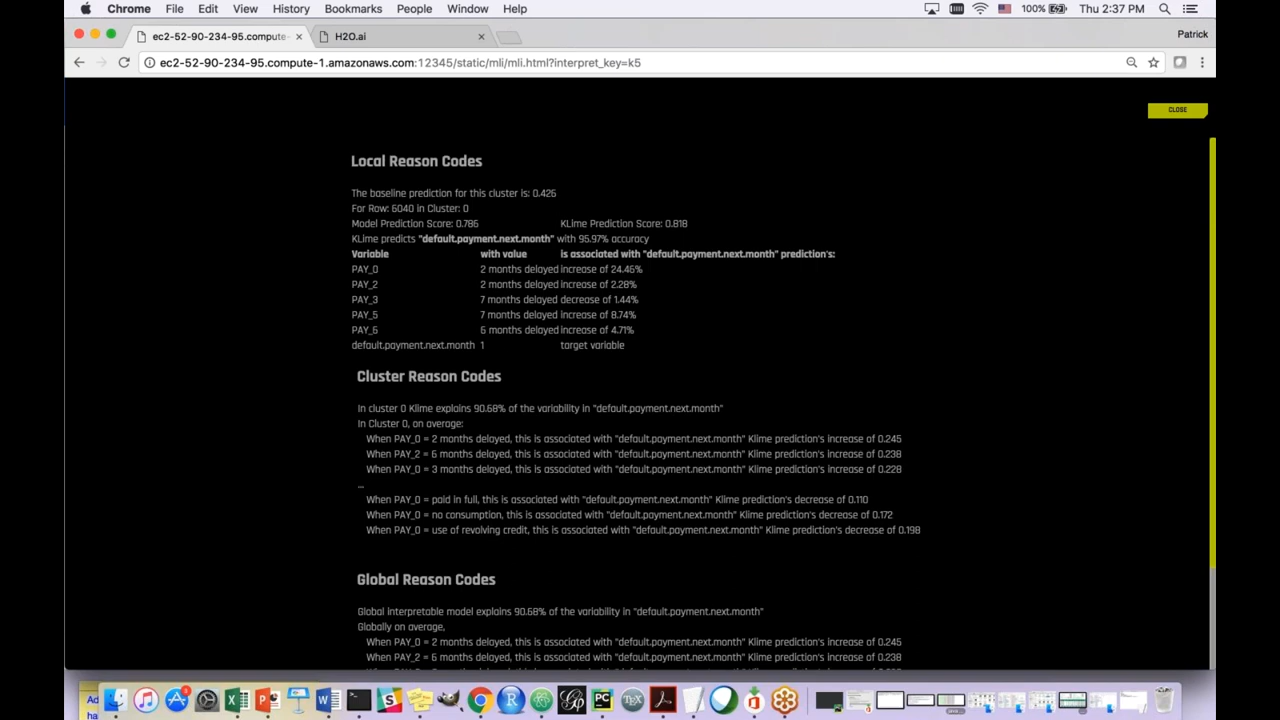 Chrome File Edit View History Bookmarks People Window Help 100% Thu 2:37 PM
ec2-52-90-234-95.compute- H2O.ai Patrick
ec2-52-90-234-95.compute-1.amazonaws.com:12345/static/mli/mli.html?interpret_key=k5
CLOSE
Local Reason Codes
The baseline prediction for this cluster is: 0.426
For Row: 6040 in Cluster: 0
Model Prediction Score: 0.786 KLime Prediction Score: 0.818
KLime predicts "default.payment.next.month" with 95.97% accuracy
Variable with value is associated with "default.payment.next.month" prediction's:
PAY_0 2 months delayed increase of 24.46%
PAY_2 2 months delayed increase of 2.28%
PAY_3 7 months delayed decrease of 1.44%
PAY_5 7 months delayed increase of 8.74%
PAY_6 6 months delayed increase of 4.71%
default.payment.next.month 1 target variable
Cluster Reason Codes
In cluster 0 Klime explains 90.68% of the variability in "default.payment.next.month"
In Cluster 0, on average:
When PAY_0 = 2 months delayed, this is associated with "default.payment.next.month" Klime prediction's increase of 0.245
When PAY_2 = 6 months delayed, this is associated with "default.payment.next.month" Klime prediction's increase of 0.238
When PAY_0 = 3 months delayed, this is associated with "default.payment.next.month" Klime prediction's increase of 0.228
...
When PAY_0 = paid in full, this is associated with "default.payment.next.month" Klime prediction's decrease of 0.110
When PAY_0 = no consumption, this is associated with "default.payment.next.month" Klime prediction's decrease of 0.172
When PAY_0 = use of revolving credit, this is associated with "default.payment.next.month" Klime prediction's decrease of 0.198
Global Reason Codes
Global interpretable model explains 90.68% of the variability in "default.payment.next.month"
Globally on average,
When PAY_0 = 2 months delayed, this is associated with "default.payment.next.month" Klime prediction's increase of 0.245
When PAY_2 = 6 months delayed, this is associated with "default.payment.next.month" Klime prediction's increase of 0.238
Ad
ha